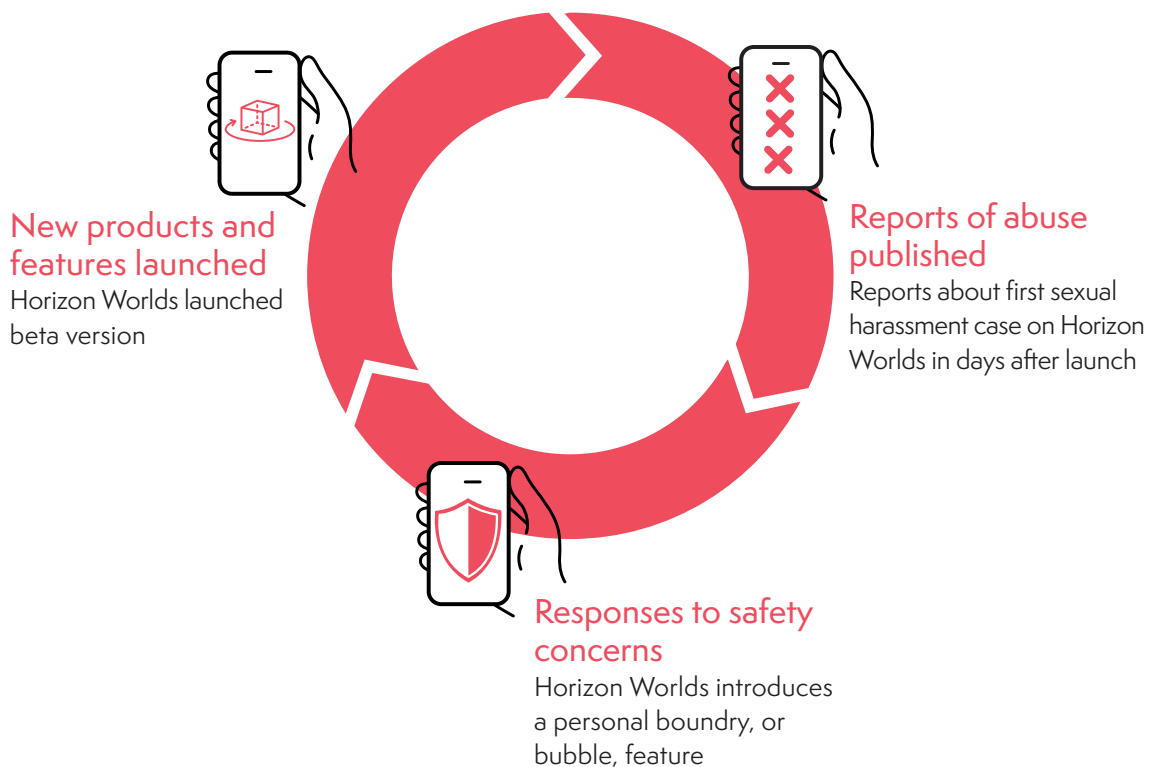 New products and
features launched
Horizon Worlds launched
beta version
Reports of abuse
published
Reports about first sexual
harassment case on Horizon
Worlds in days after launch
Responses to safety
concerns
Horizon Worlds introduces
a personal boundry, or
bubble, feature